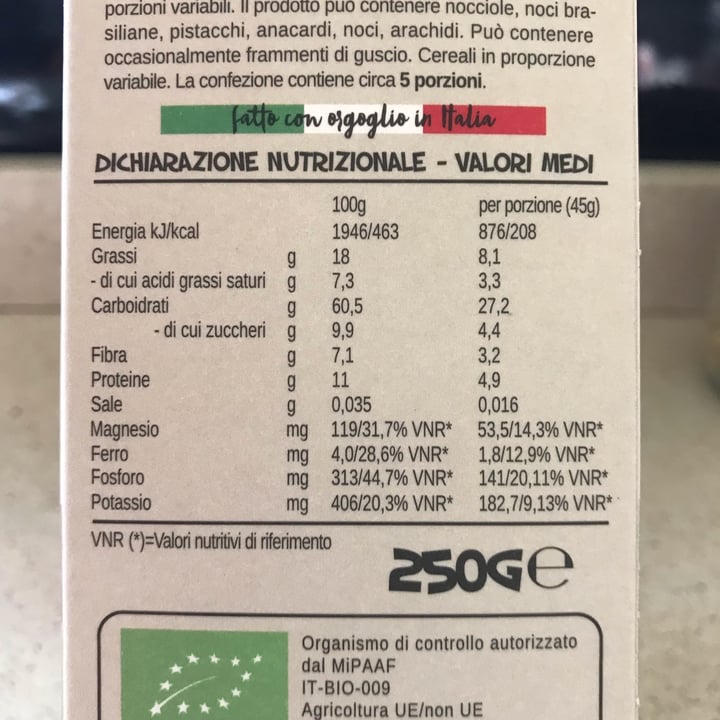 porzioni variabili. Il prodotto può contenere nocciole, noci bra-
siliane, pistacchi, anacardi, noci, arachidi. Può contenere
occasionalmente frammenti di guscio. Cereali in proporzione
variabile. La confezione contiene circa 5 porzioni.
fatto con orgoglio in Italia
DICHIARAZIONE NUTRIZIONALE - VALORI MEDI
100g per porzione (45g)
Energia kJ/kcal 1946/463 876/208
Grassi g 18 8,1
- di cui acidi grassi saturi g 7,3 3,3
Carboidrati g 60,5 27,2
- di cui zuccheri g 9,9 4,4
Fibra g 7,1 3,2
Proteine g 11 4,9
Sale g 0,035 0,016
Magnesio mg 119/31,7% VNR* 53,5/14,3% VNR*
Ferro mg 4,0/28,6% VNR* 1,8/12,9% VNR*
Fosforo mg 313/44,7% VNR* 141/20,11% VNR*
Potassio mg 406/20,3% VNR* 182,7/9,13% VNR*
VNR (*)=Valori nutritivi di riferimento
250G℮
Organismo di controllo autorizzato
dal MiPAAF
IT-BIO-009
Agricoltura UE/non UE